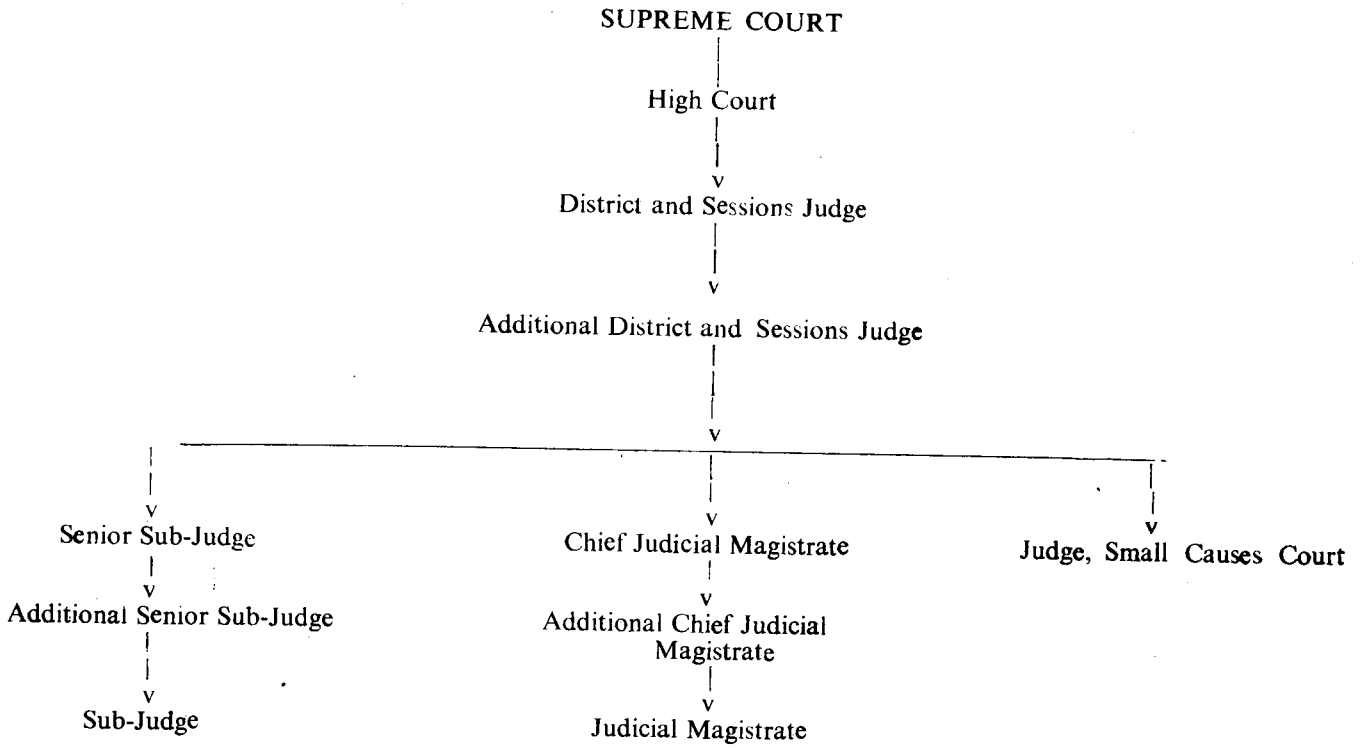 SUPREME COURT
High Court
District and Sessions Judge
Additional District and Sessions Judge
Senior Sub-Judge
Chief Judicial Magistrate
Judge, Small Causes Court
Additional Senior Sub-Judge
Additional Chief Judicial
Magistrate
Sub-Judge
Judicial Magistrate